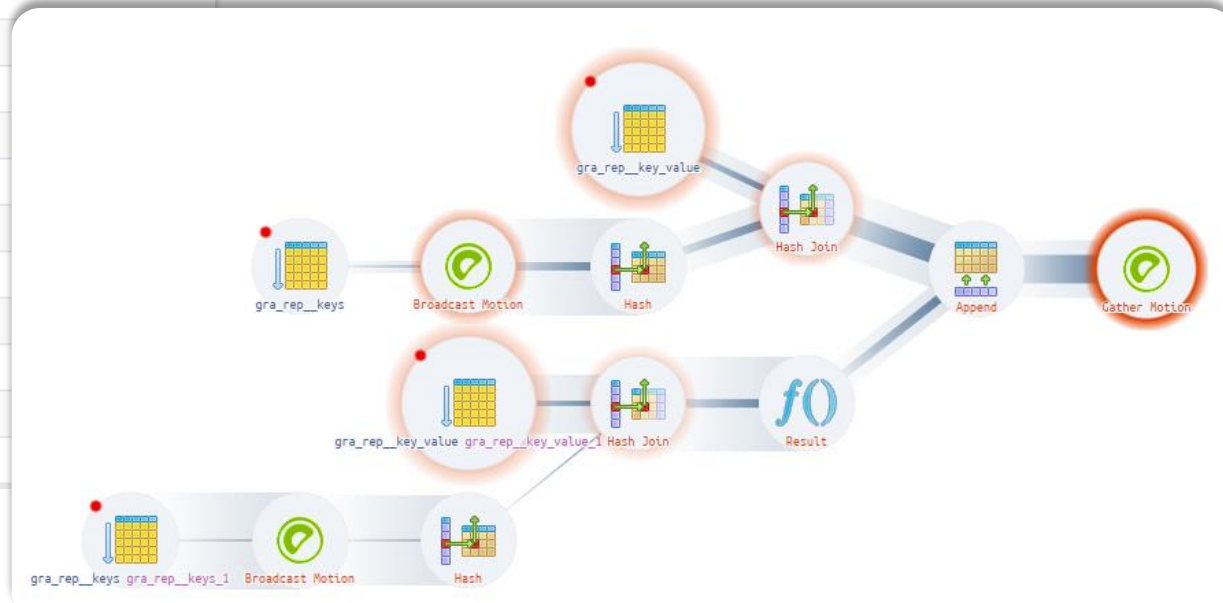 gra_rep__key_value
Hash Join
gra_rep__keys
Broadcast Motion
Hash
Append
Gather Motion
gra_rep__key_value gra_rep__key_value_1
Hash Join
Result
gra_rep__keys gra_rep__keys_1
Broadcast Motion
Hash